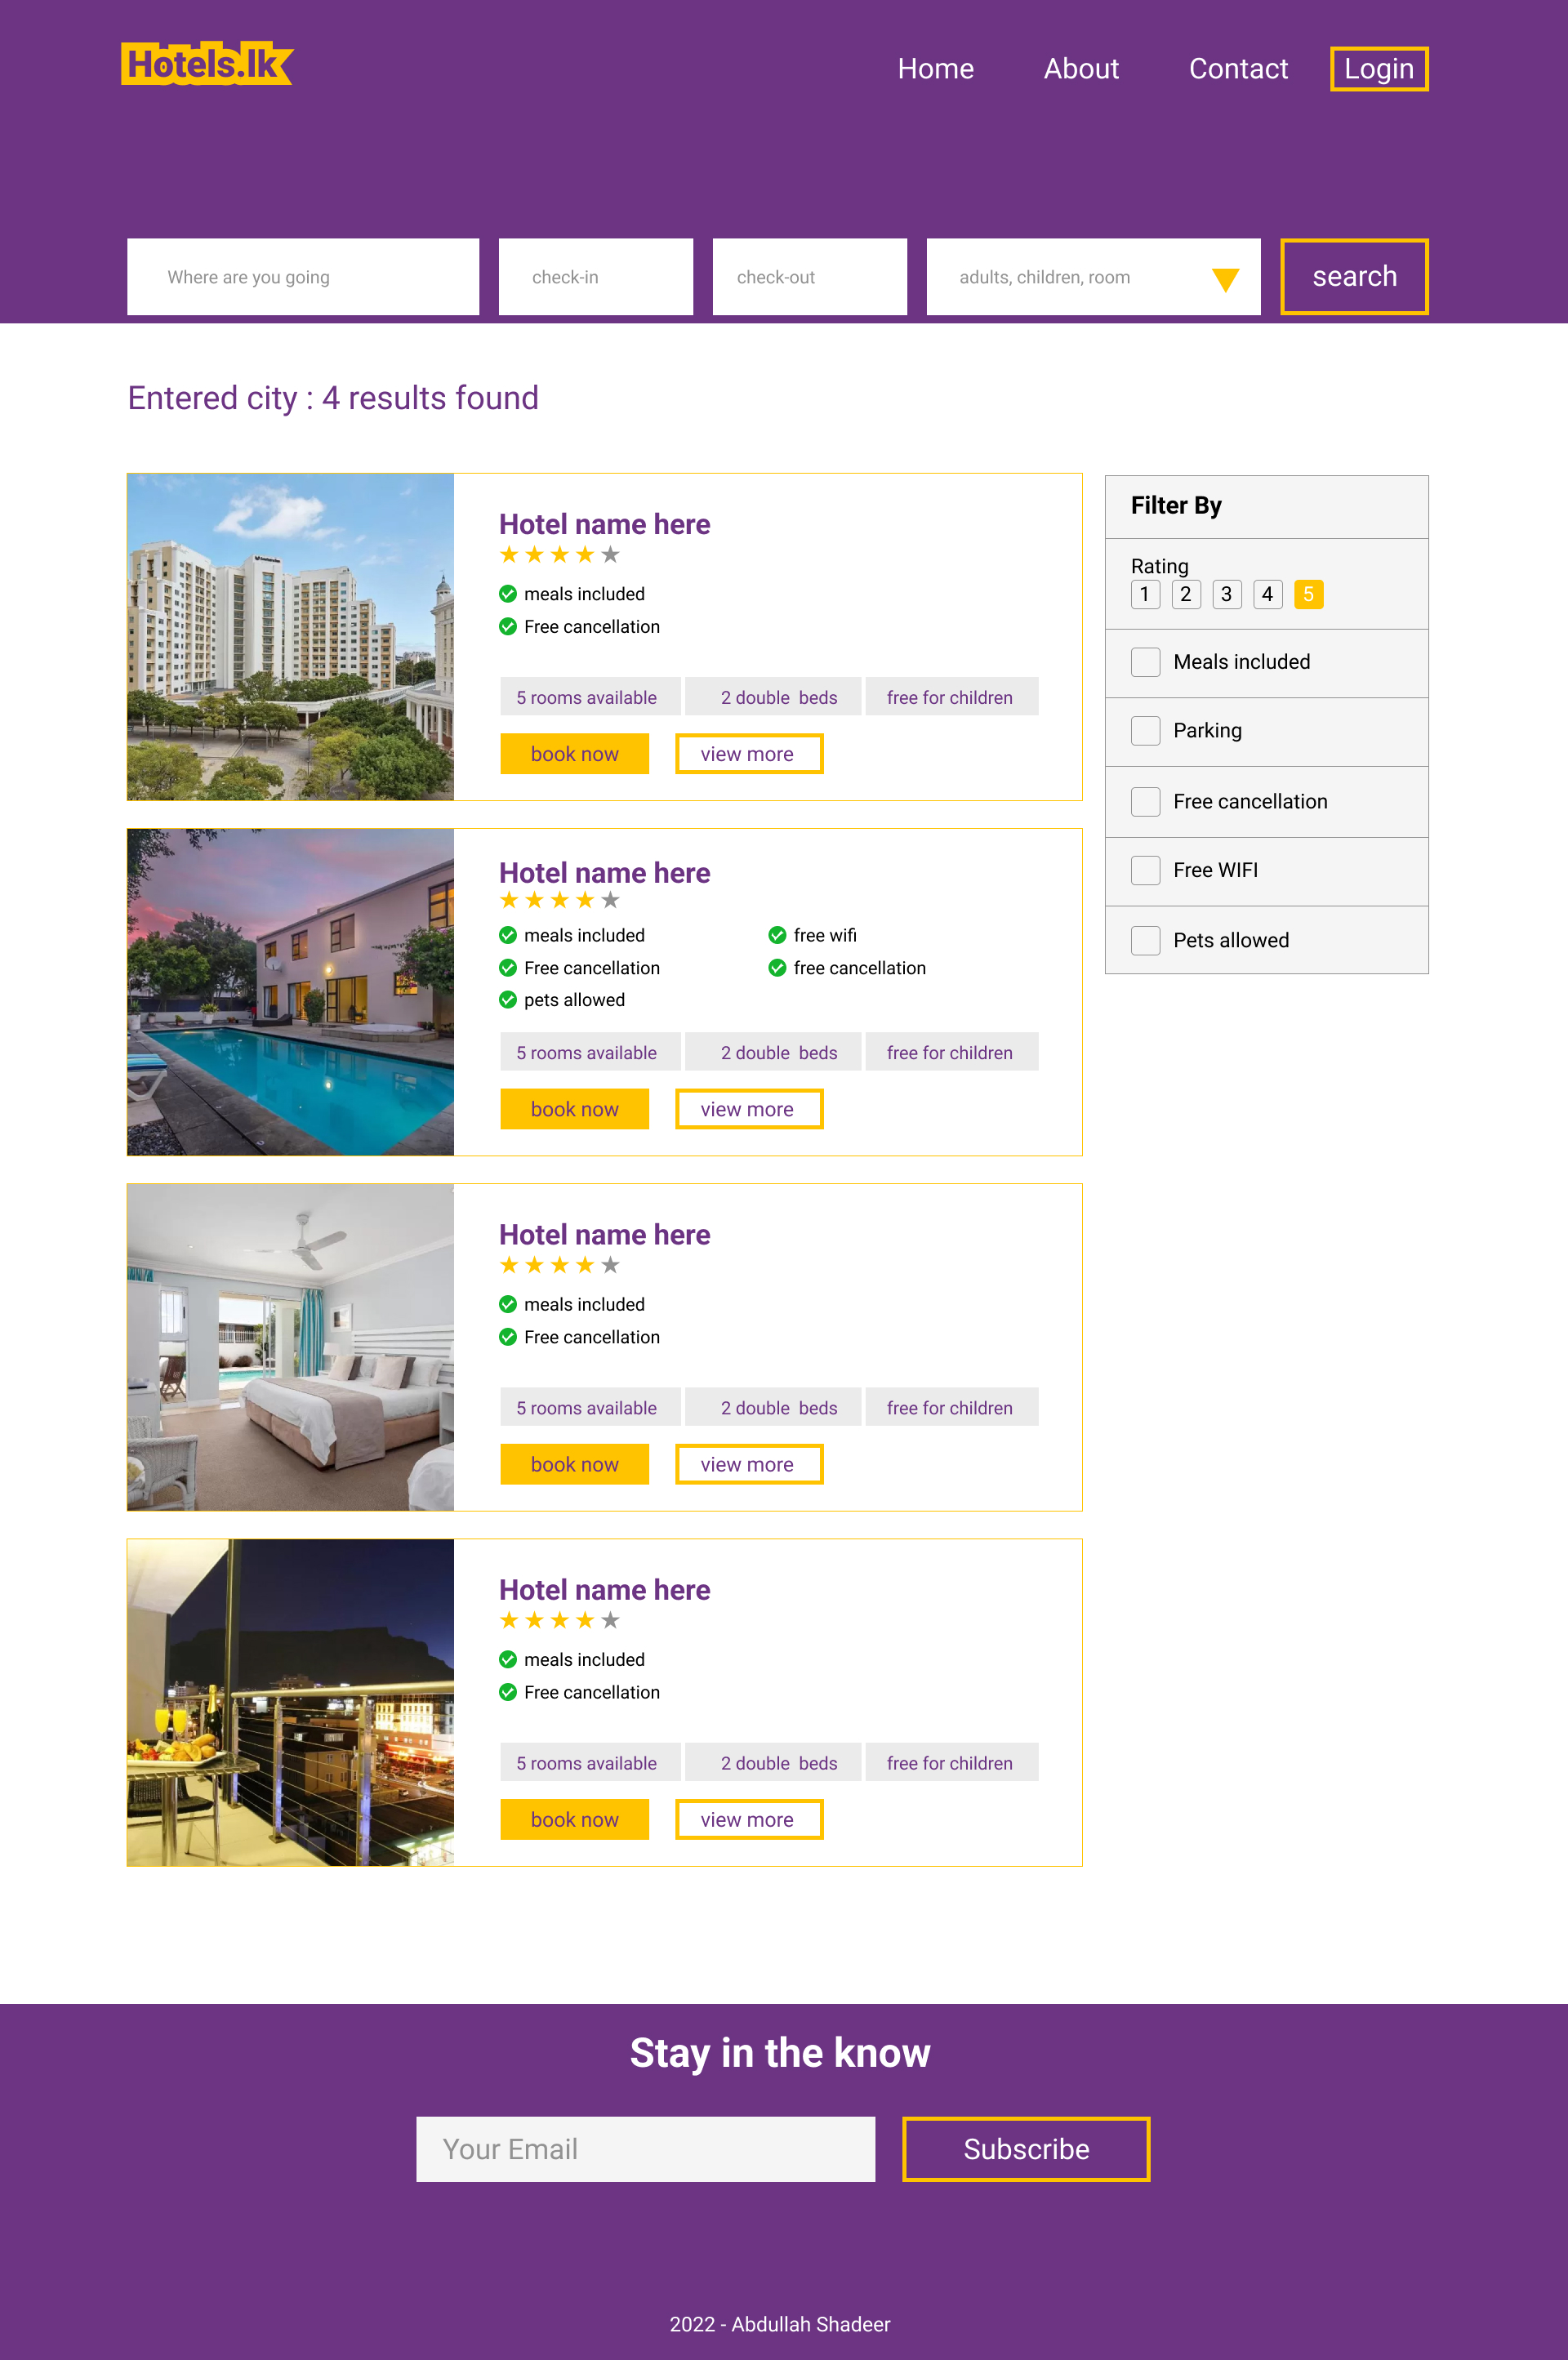 Hotels.lk
Home About Contact Login
Where are you going check-in check-out adults, children, room search
Entered city : 4 results found
Hotel name here
meals included
Free cancellation
5 rooms available 2 double beds free for children
book now view more
Hotel name here
meals included free wifi
Free cancellation free cancellation
pets allowed
5 rooms available 2 double beds free for children
book now view more
Hotel name here
meals included
Free cancellation
5 rooms available 2 double beds free for children
book now view more
Hotel name here
meals included
Free cancellation
5 rooms available 2 double beds free for children
book now view more
Filter By
Rating
1 2 3 4 5
Meals included
Parking
Free cancellation
Free WIFI
Pets allowed
Stay in the know
Your Email Subscribe
2022 - Abdullah Shadeer